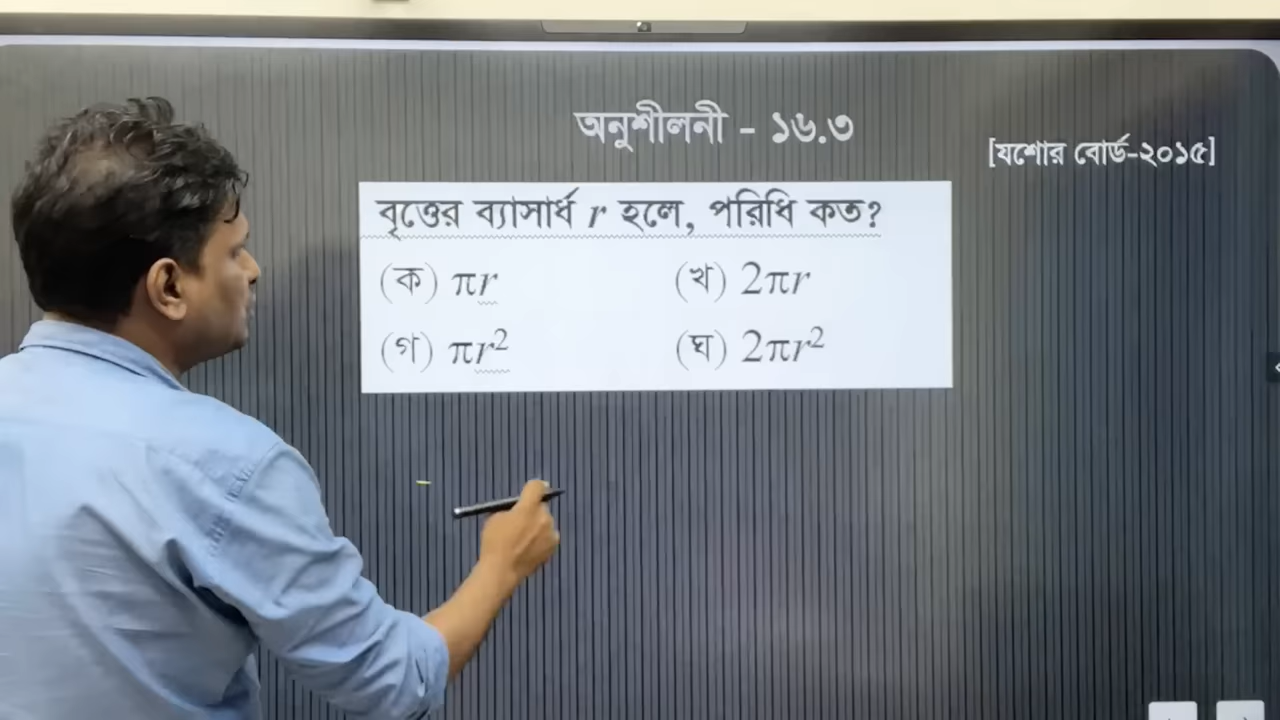 অনুশীলনী - ১৬.৩
[যশোর বোর্ড-২০১৫]
বৃত্তের ব্যাসার্ধ r হলে, পরিধি কত?
(ক) πr (খ) 2πr
(গ) πr² (ঘ) 2πr²